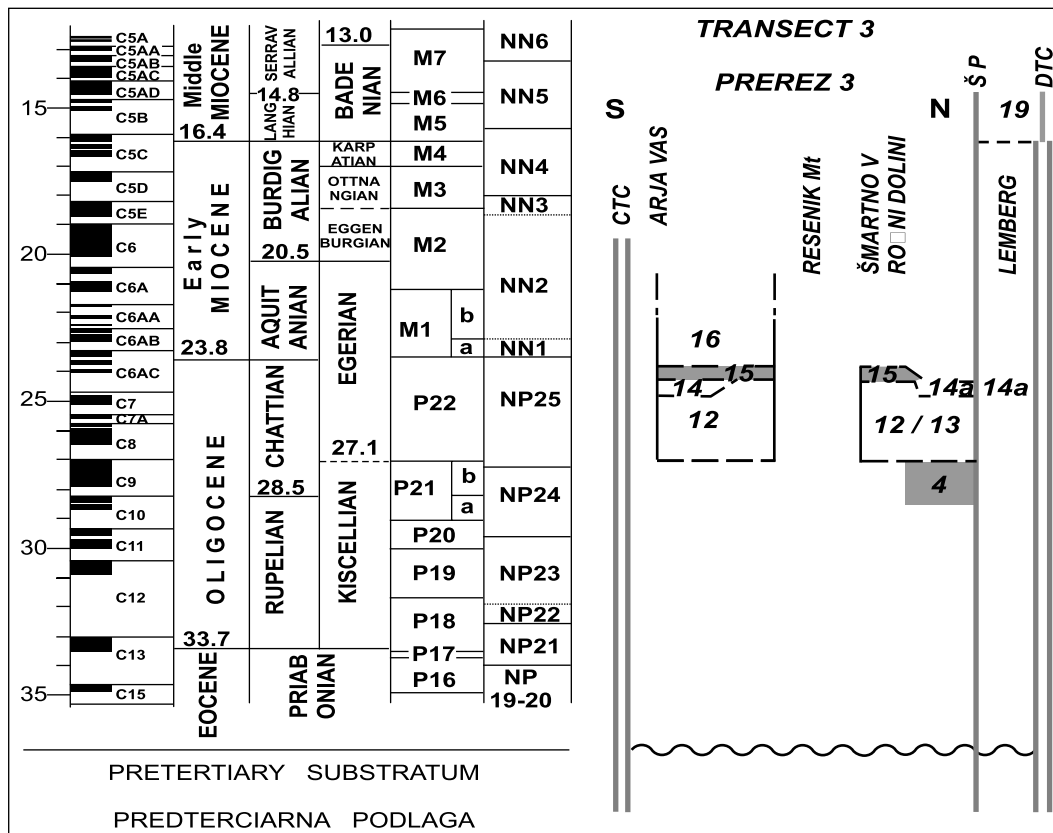 TRANSECT 3
PREREZ 3
S
N
Š P
DTC
CTC
ARJA VAS
RESENIK Mt
ŠMARTNO V
RO□NI DOLINI
LEMBERG
19
16
15
14
12
15
14a
14a
12 / 13
4
15
20
25
30
35
C5A
C5AA
C5AB
C5AC
C5AD
C5B
C5C
C5D
C5E
C6
C6A
C6AA
C6AB
C6AC
C7
C7A
C8
C9
C10
C11
C12
C13
C15
Middle
MIOCENE
16.4
Early
MIOCENE
23.8
OLIGOCENE
33.7
EOCENE
SERRAV
ALLIAN
14.8
LANG
HIAN
BURDIG
ALIAN
20.5
AQUIT
ANIAN
CHATTIAN
28.5
RUPELIAN
PRIAB
ONIAN
13.0
BADE
NIAN
KARP
ATIAN
OTTNA
NGIAN
EGGEN
BURGIAN
EGERIAN
27.1
KISCELLIAN
M7
M6
M5
M4
M3
M2
M1
b
a
P22
P21
b
a
P20
P19
P18
P17
P16
NN6
NN5
NN4
NN3
NN2
NN1
NP25
NP24
NP23
NP22
NP21
NP
19-20
PRETERTIARY SUBSTRATUM
PREDTERCIARNA PODLAGA